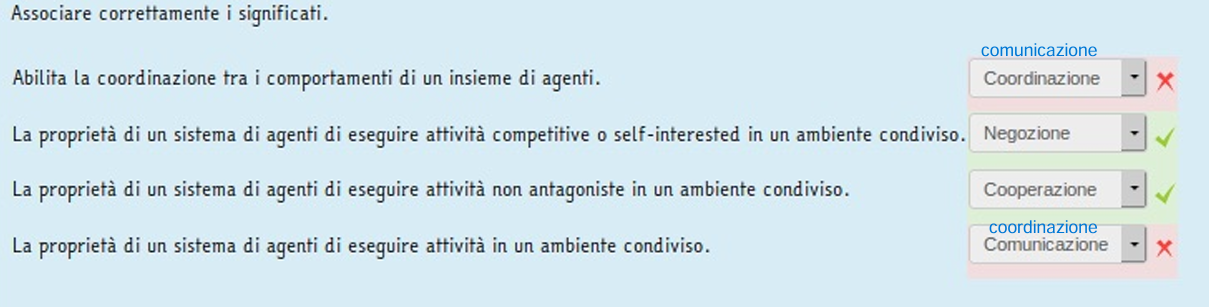 Associare correttamente i significati.
comunicazione
Abilita la coordinazione tra i comportamenti di un insieme di agenti. Coordinazione
La proprietà di un sistema di agenti di eseguire attività competitive o self-interested in un ambiente condiviso. Negozione
La proprietà di un sistema di agenti di eseguire attività non antagoniste in un ambiente condiviso. Cooperazione
coordinazione
La proprietà di un sistema di agenti di eseguire attività in un ambiente condiviso. Comunicazione